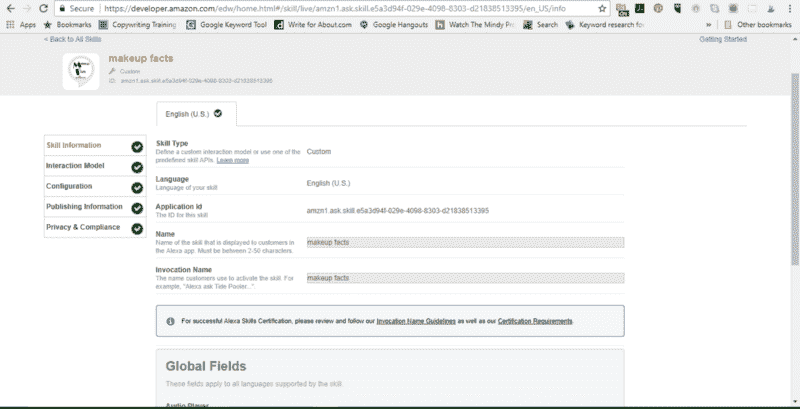 Secure https://developer.amazon.com/edw/home.html#/skill/live/amzn1.ask.skill.e5a3d94f-029e-4098-8303-d21838513395/en_US/info
Apps Bookmarks Copywriting Training Google Keyword Tool Write for About.com Google Hangouts Watch The Mindy Pro Search Keyword research fo » Other bookmarks
< Back to All Skills Getting Started
makeup facts
Custom
ID: amzn1.ask.skill.e5a3d94f-029e-4098-8303-d21838513395
English (U.S.)
Skill Information
Interaction Model
Configuration
Publishing Information
Privacy & Compliance
Skill Type
Define a custom interaction model or use one of the predefined skill APIs. Learn more
Custom
Language
Language of your skill
English (U.S.)
Application Id
The ID for this skill
amzn1.ask.skill.e5a3d94f-029e-4098-8303-d21838513395
Name
Name of the skill that is displayed to customers in the Alexa app. Must be between 2-50 characters.
makeup facts
Invocation Name
The name customers use to activate the skill. For example, "Alexa ask Tide Pooler...".
makeup facts
For successful Alexa Skills Certification, please review and follow our Invocation Name Guidelines as well as our Certification Requirements.
Global Fields
These fields apply to all languages supported by the skill.
Audio Player